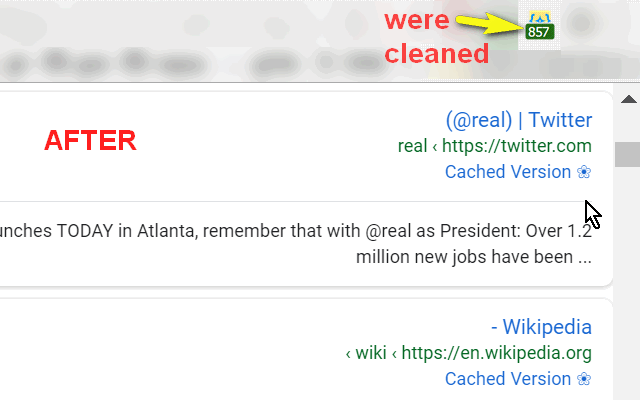 were
857
cleaned
AFTER
(@real) | Twitter
real ‹ https://twitter.com
Cached Version
unches TODAY in Atlanta, remember that with @real as President: Over 1.2
million new jobs have been ...
- Wikipedia
‹ wiki ‹ https://en.wikipedia.org
Cached Version